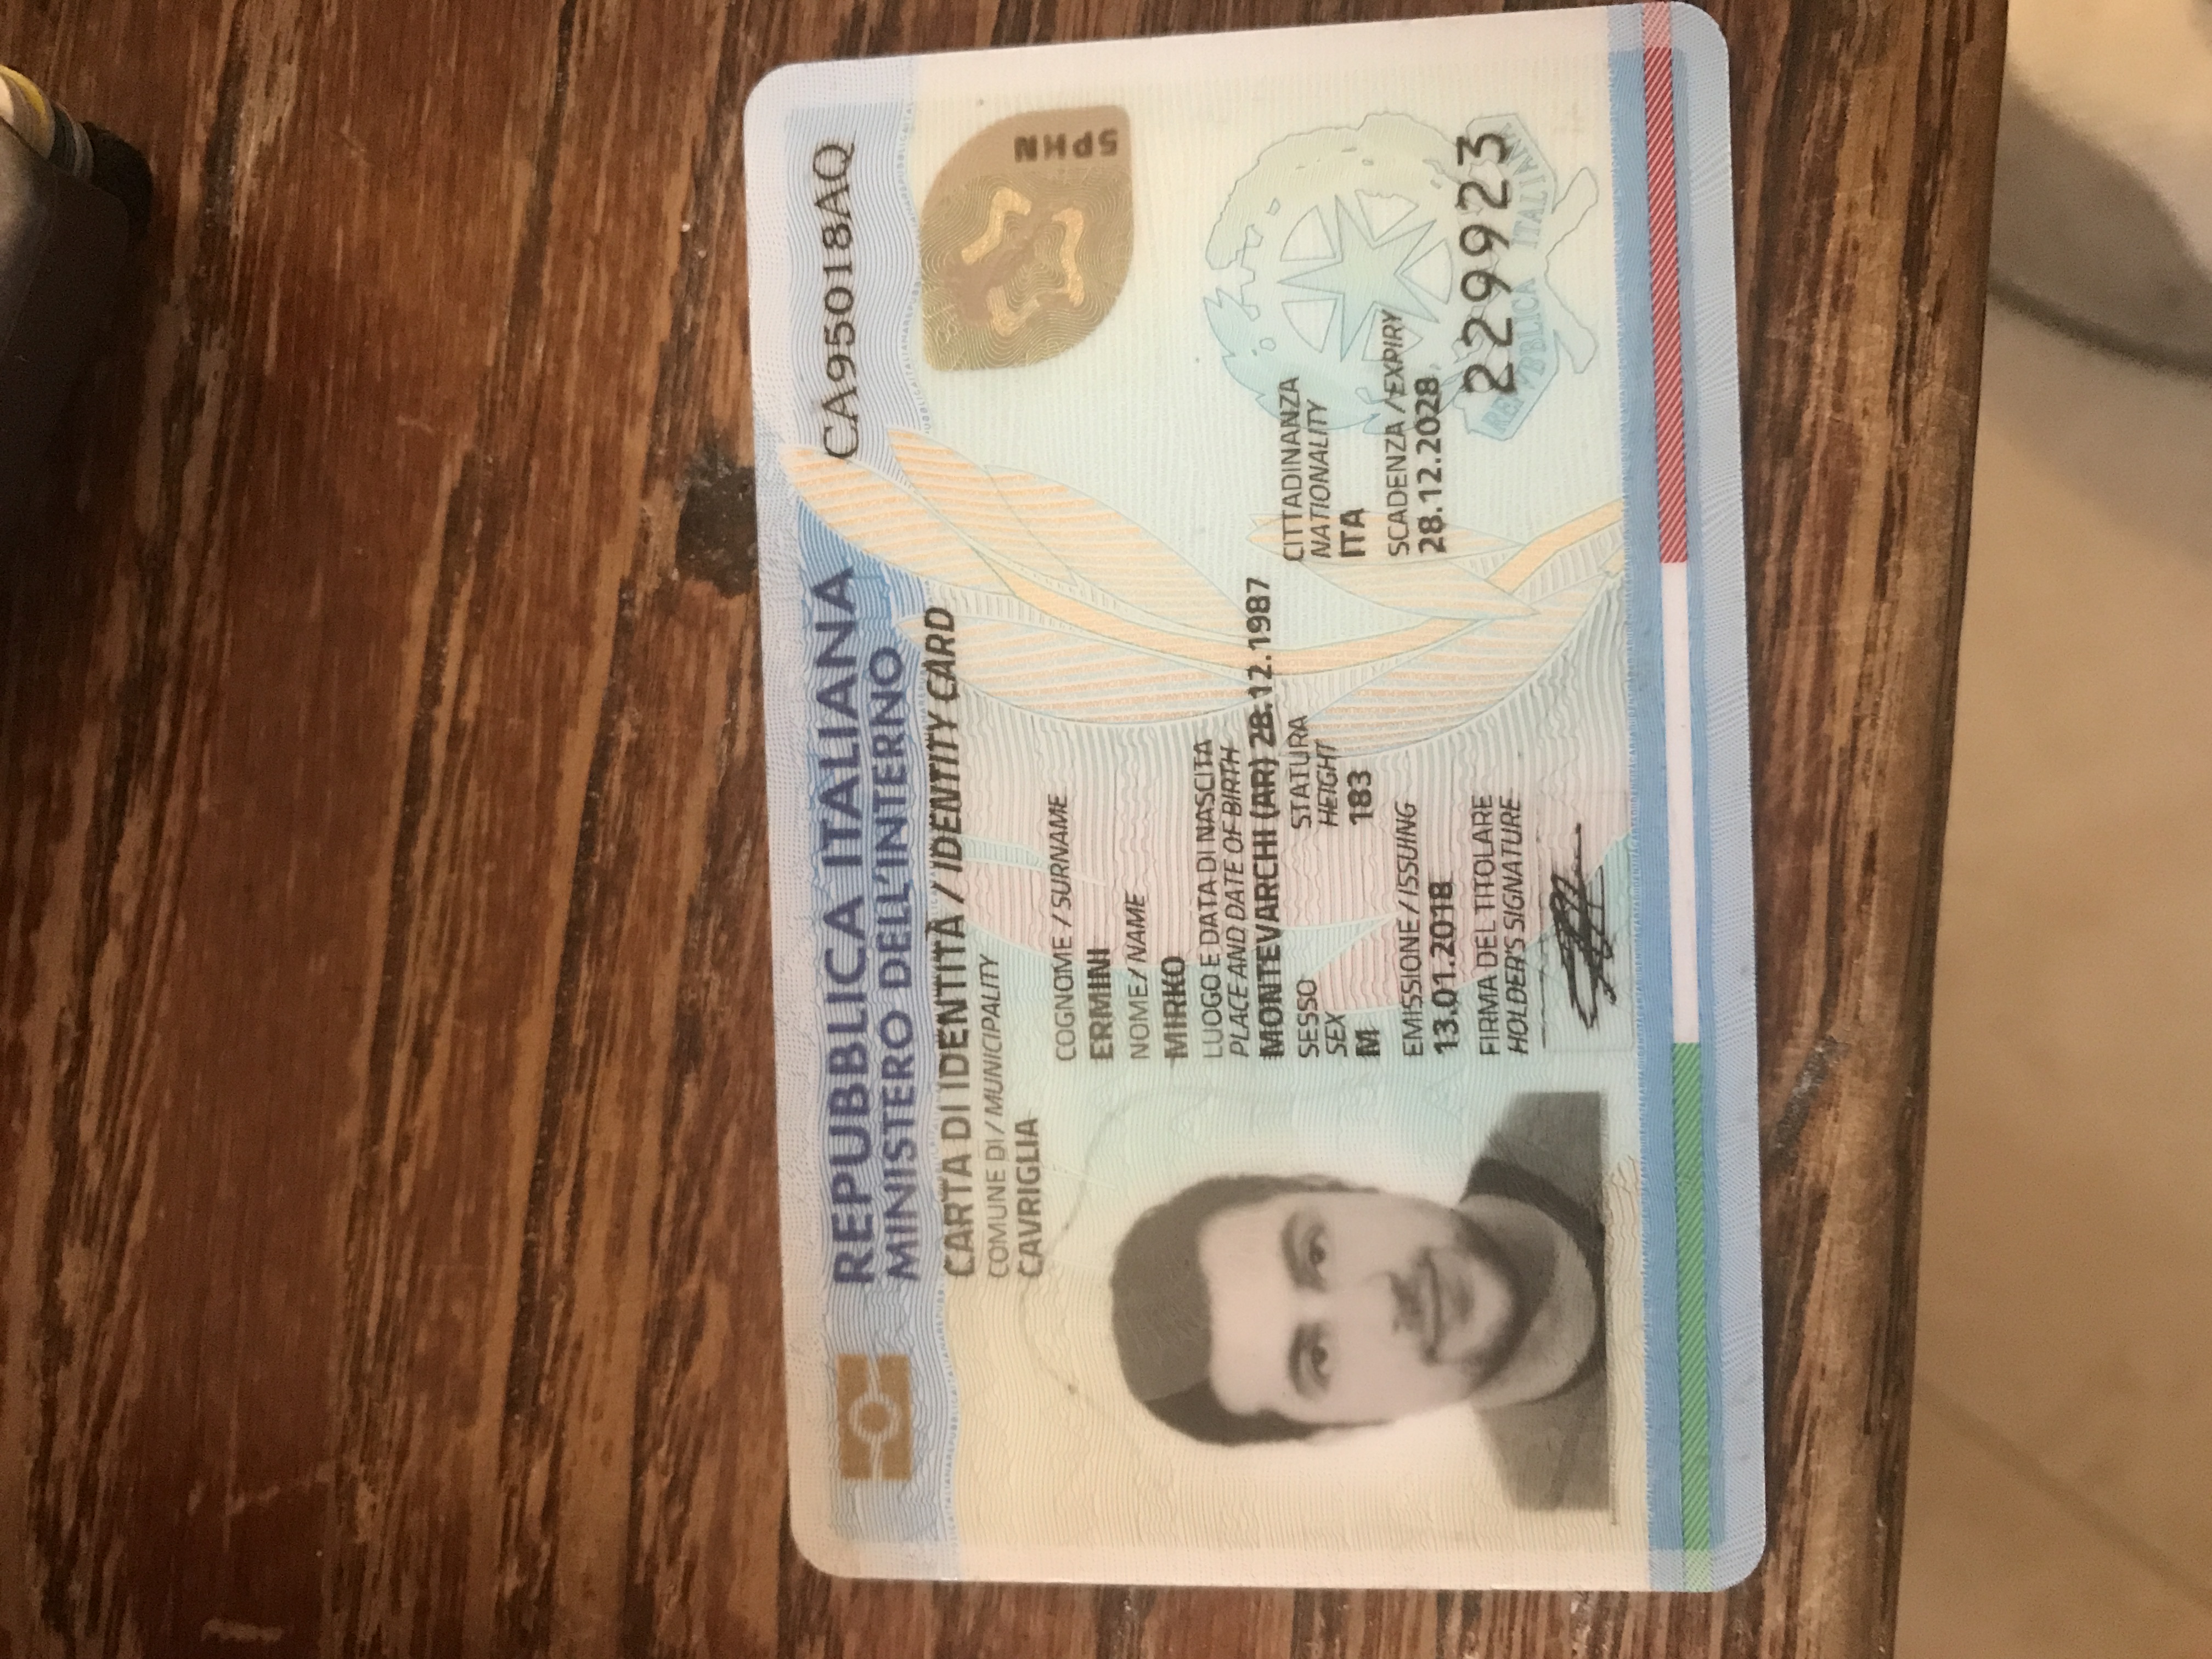 REPUBBLICA ITALIANA
CA95018AQ
MINISTERO DELL'INTERNO
CARTA DI IDENTITÀ / IDENTITY CARD
COMUNE DI / MUNICIPALITY
CAVRIGLIA
5PHN
COGNOME / SURNAME
ERMINI
NOME / NAME
MIRKO
LUOGO E DATA DI NASCITA
PLACE AND DATE OF BIRTH
MONTEVARCHI (AR) 28.12.1987
SESSO
SEX
M
STATURA
HEIGHT
183
CITTADINANZA
NATIONALITY
ITA
EMISSIONE / ISSUING
13.01.2018
SCADENZA / EXPIRY
28.12.2028
229923
REPVBBLICA ITALIANA
FIRMA DEL TITOLARE
HOLDER'S SIGNATURE